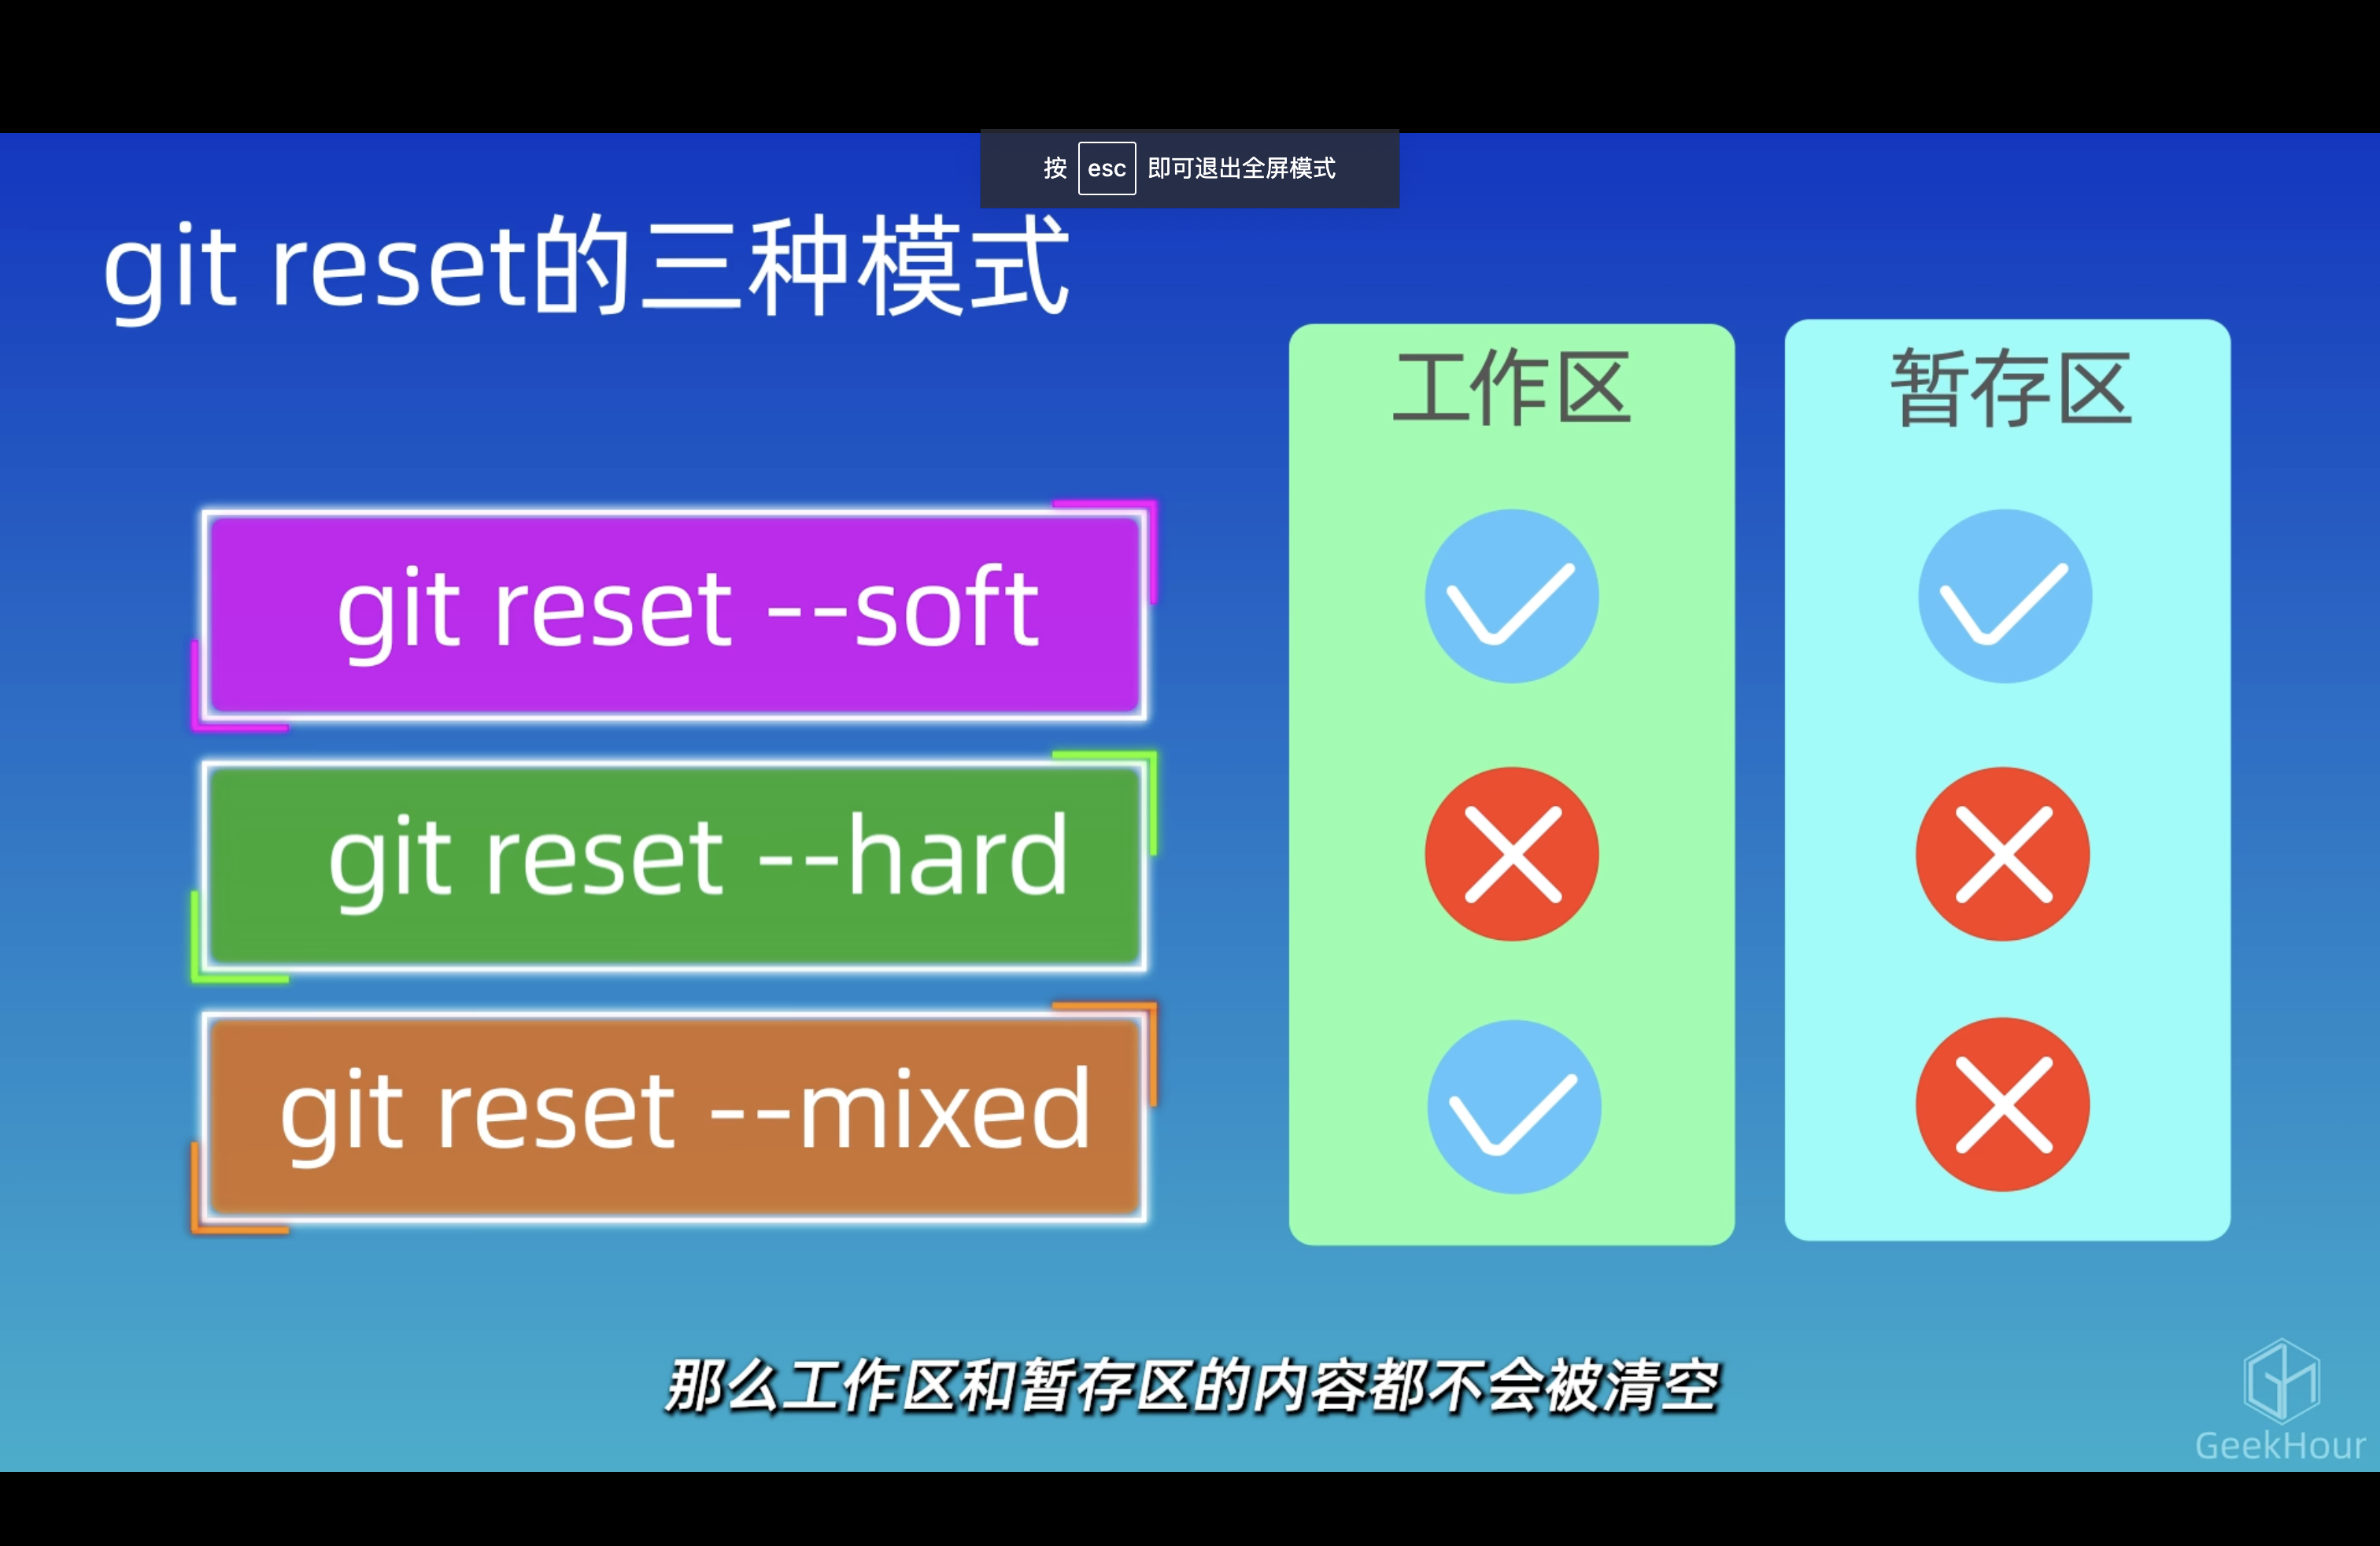 按 esc 即可退出全屏模式
git reset的三种模式
工作区 暂存区
git reset --soft
git reset --hard
git reset --mixed
那么工作区和暂存区的内容都不会被清空
GeekHour